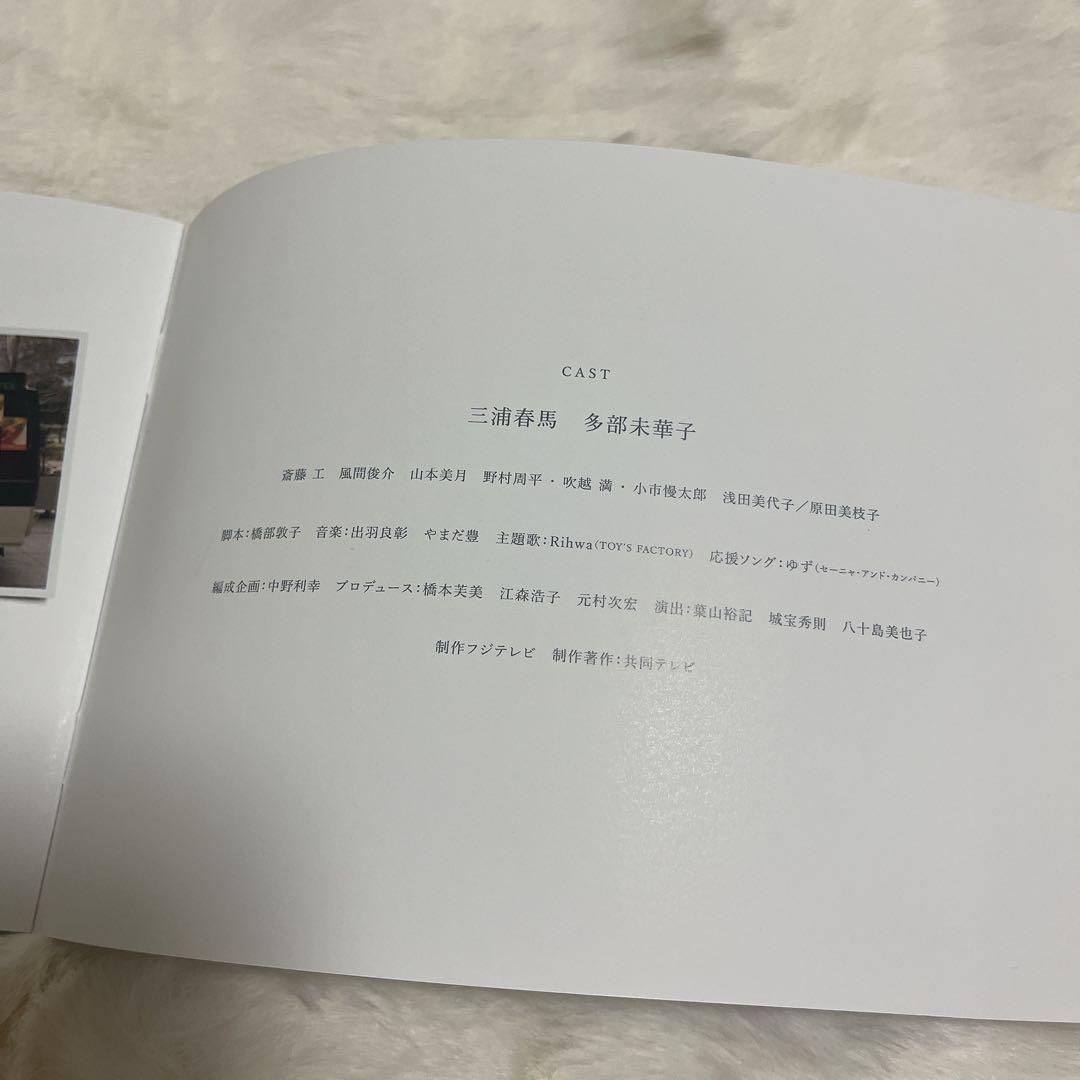 CAST
三浦春馬　多部未華子
斎藤 工　風間俊介　山本美月　野村周平・吹越 満・小市慢太郎　浅田美代子／原田美枝子
脚本：橋部敦子　音楽：出羽良彰　やまだ豊　主題歌：Rihwa（TOY'S FACTORY）　応援ソング：ゆず（セーニャ・アンド・カンパニー）
編成企画：中野利幸　プロデュース：橋本芙美　江森浩子　元村次宏　演出：葉山裕記　城宝秀則　八十島美也子
制作フジテレビ　制作著作：共同テレビ